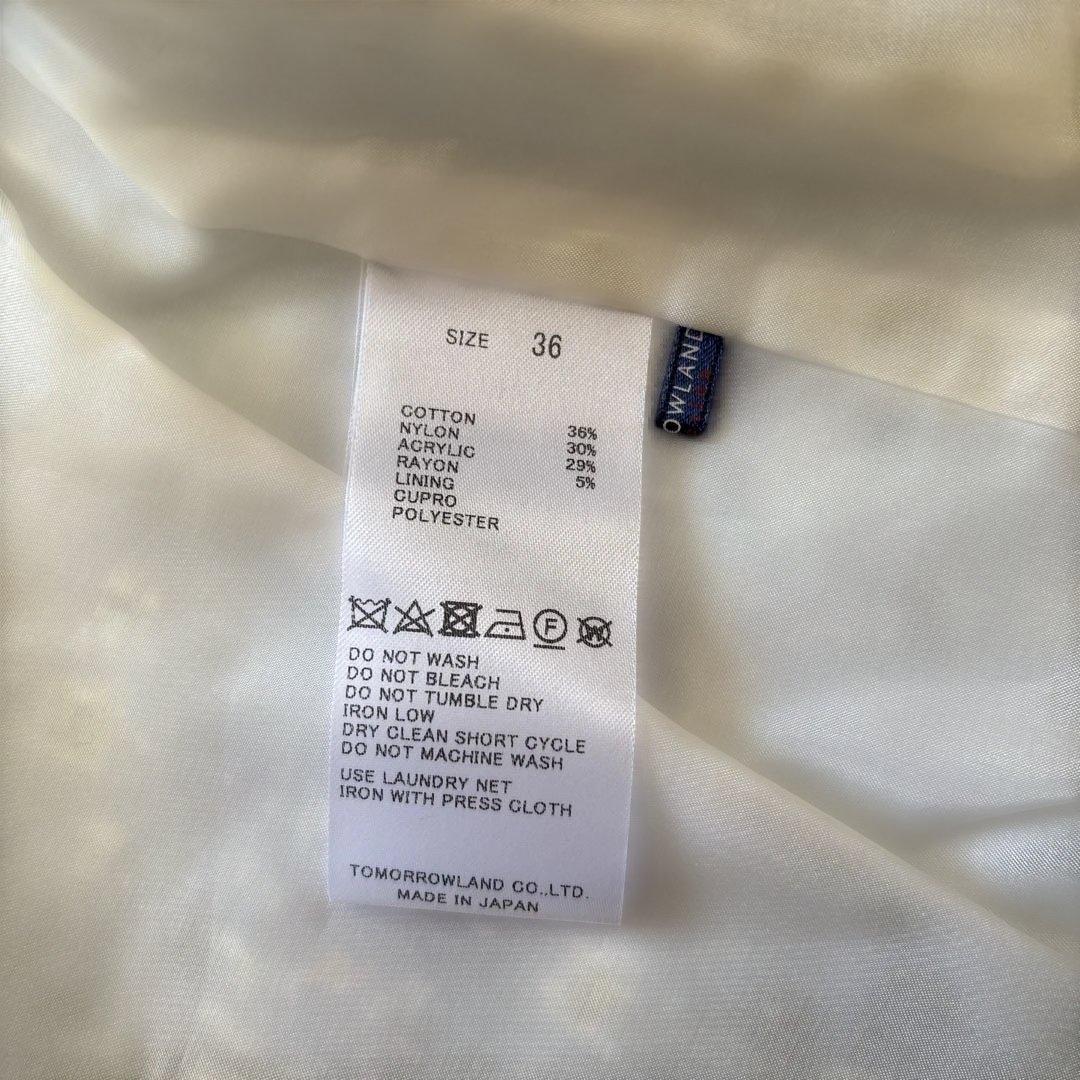 SIZE 36
COTTON
NYLON 36%
ACRYLIC 30%
RAYON 29%
LINING 5%
CUPRO
POLYESTER
F
W
DO NOT WASH
DO NOT BLEACH
DO NOT TUMBLE DRY
IRON LOW
DRY CLEAN SHORT CYCLE
DO NOT MACHINE WASH
USE LAUNDRY NET
IRON WITH PRESS CLOTH
TOMORROWLAND CO.,LTD.
MADE IN JAPAN
OWLAND